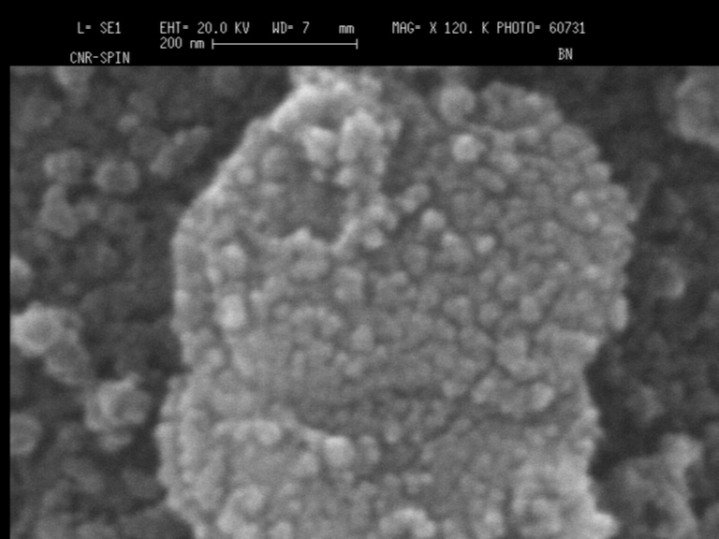 L= SE1 EHT= 20.0 KV WD= 7 mm MAG= X 120. K PHOTO= 60731
200 nm
CNR-SPIN BN